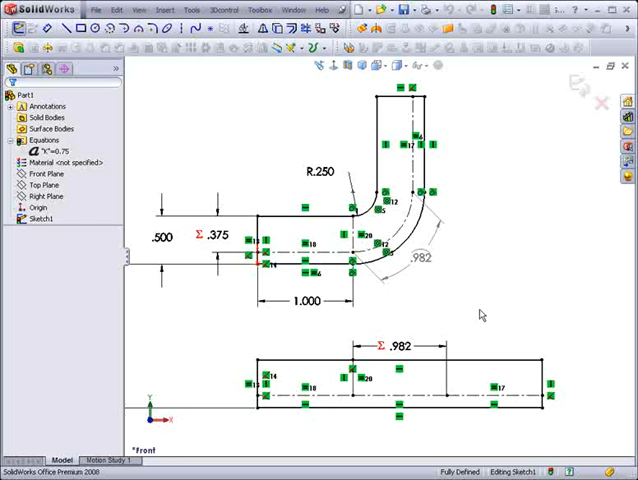 SolidWorks
File Edit View Insert Tools 3Dcontrol Toolbox Window Help
Part1
Annotations
Solid Bodies
Surface Bodies
Equations
"K"=0.75
Material <not specified>
Front Plane
Top Plane
Right Plane
Origin
Sketch1
R.250
.500
Σ .375
.982
1.000
Σ .982
Y
X
*Front
Model Motion Study 1
SolidWorks Office Premium 2008
Fully Defined
Editing Sketch1